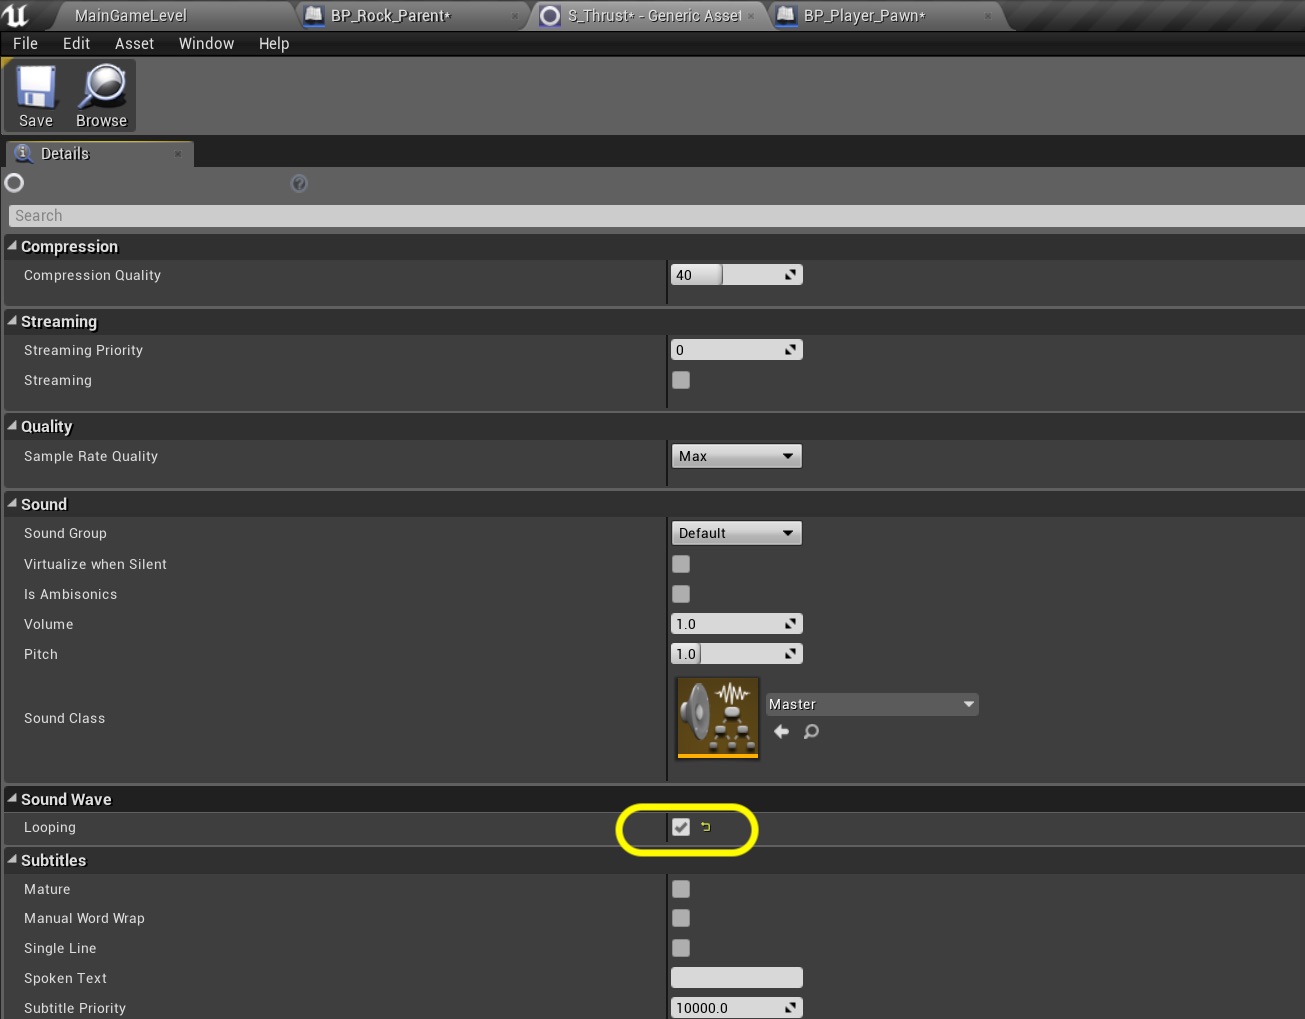 MainGameLevel BP_Rock_Parent* S_Thrust* - Generic Asset BP_Player_Pawn*
File Edit Asset Window Help
Save Browse
Details
Search
Compression
Compression Quality 40
Streaming
Streaming Priority 0
Streaming
Quality
Sample Rate Quality Max
Sound
Sound Group Default
Virtualize when Silent
Is Ambisonics
Volume 1.0
Pitch 1.0
Sound Class Master
Sound Wave
Looping
Subtitles
Mature
Manual Word Wrap
Single Line
Spoken Text
Subtitle Priority 10000.0